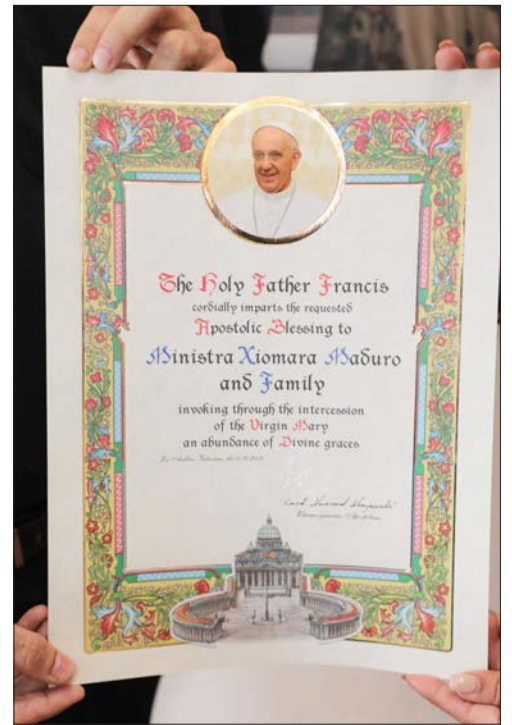 The Holy Father Francis
cordially imparts the requested
Apostolic Blessing to
Ministra Xiomara Maduro
and Family
invoking through the intercession
of the Virgin Mary
an abundance of Divine graces